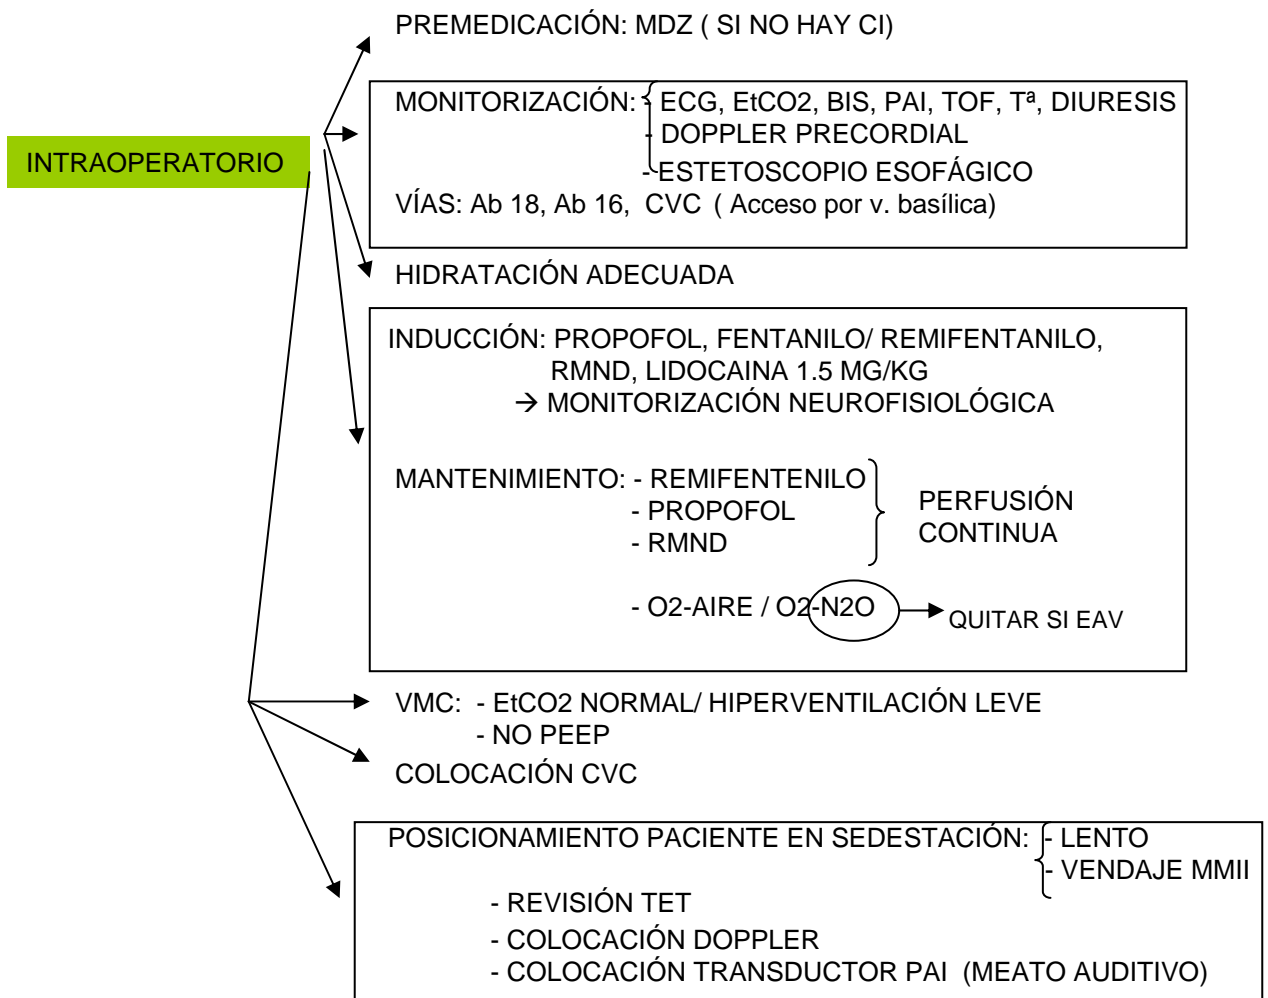 PREMEDICACIÓN: MDZ ( SI NO HAY CI)
MONITORIZACIÓN: - ECG, EtCO2, BIS, PAI, TOF, Tª, DIURESIS
- DOPPLER PRECORDIAL
- ESTETOSCOPIO ESOFÁGICO
VÍAS: Ab 18, Ab 16, CVC ( Acceso por v. basílica)
INTRAOPERATORIO
HIDRATACIÓN ADECUADA
INDUCCIÓN: PROPOFOL, FENTANILO/ REMIFENTANILO,
RMND, LIDOCAINA 1.5 MG/KG
→ MONITORIZACIÓN NEUROFISIOLÓGICA
MANTENIMIENTO: - REMIFENTENILO
- PROPOFOL
- RMND
PERFUSIÓN
CONTINUA
- O2-AIRE / O2-N2O
QUITAR SI EAV
VMC: - EtCO2 NORMAL/ HIPERVENTILACIÓN LEVE
- NO PEEP
COLOCACIÓN CVC
POSICIONAMIENTO PACIENTE EN SEDESTACIÓN: - LENTO
- VENDAJE MMII
- REVISIÓN TET
- COLOCACIÓN DOPPLER
- COLOCACIÓN TRANSDUCTOR PAI (MEATO AUDITIVO)